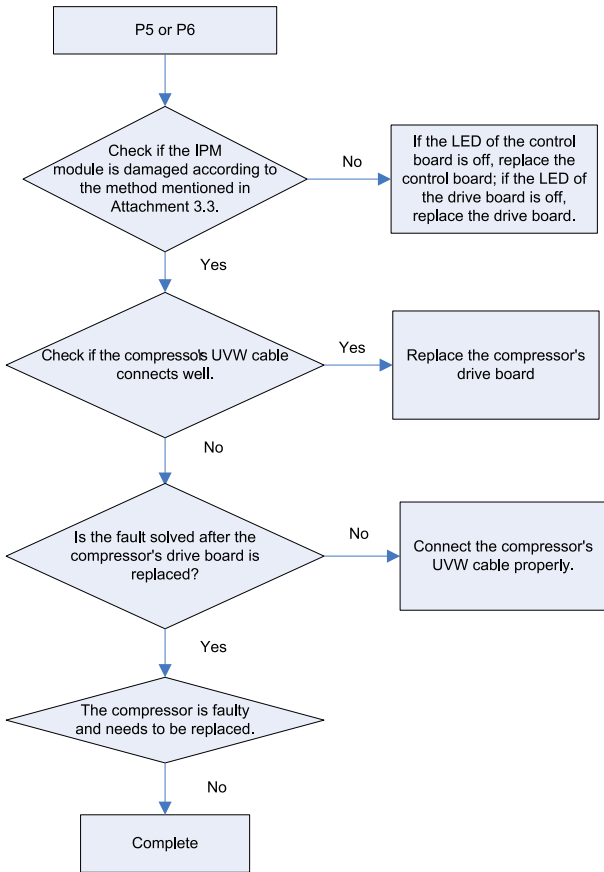 P5 or P6
Check if the IPM
module is damaged according to
the method mentioned in
Attachment 3.3.
No
If the LED of the control
board is off, replace the
control board; if the LED of
the drive board is off,
replace the drive board.
Yes
Check if the compressor's UVW cable
connects well.
Yes
Replace the compressor's
drive board
No
Is the fault solved after the
compressor's drive board is
replaced?
No
Connect the compressor's
UVW cable properly.
Yes
The compressor is faulty
and needs to be replaced.
No
Complete